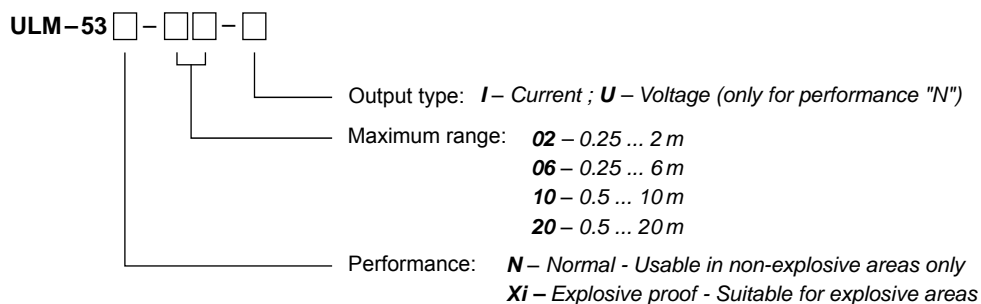 ULM–53 □ – □□ – □
Output type: I – Current ; U – Voltage (only for performance "N")
Maximum range: 02 – 0.25 ... 2 m
06 – 0.25 ... 6 m
10 – 0.5 ... 10 m
20 – 0.5 ... 20 m
Performance: N – Normal - Usable in non-explosive areas only
Xi – Explosive proof - Suitable for explosive areas